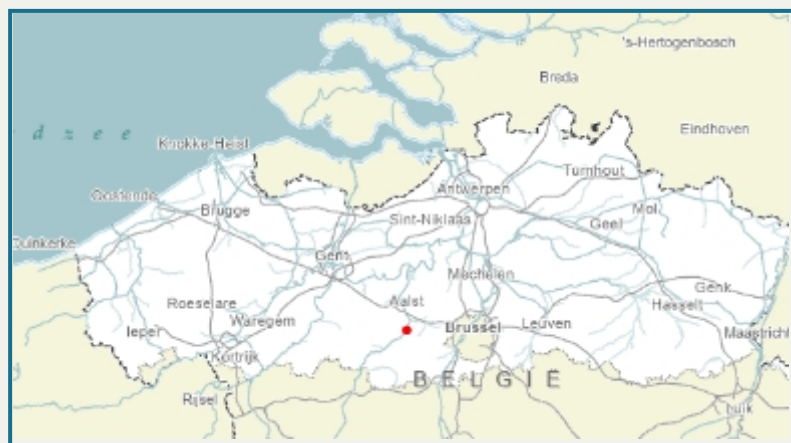 's-Hertogenbosch
Breda
d z e e
Eindhoven
Knokke-Heist
Turnhout
Antwerpen
Oostende
Brugge
Mol
Sint-Niklaas
Geel
Duinkerke
Gent
Mechelen
Genk
Aalst
Roeselare
Hasselt
Waregem
Brussel
Leuven
Ieper
Maastricht
Kortrijk
BELGIË
Rijsel
Luik